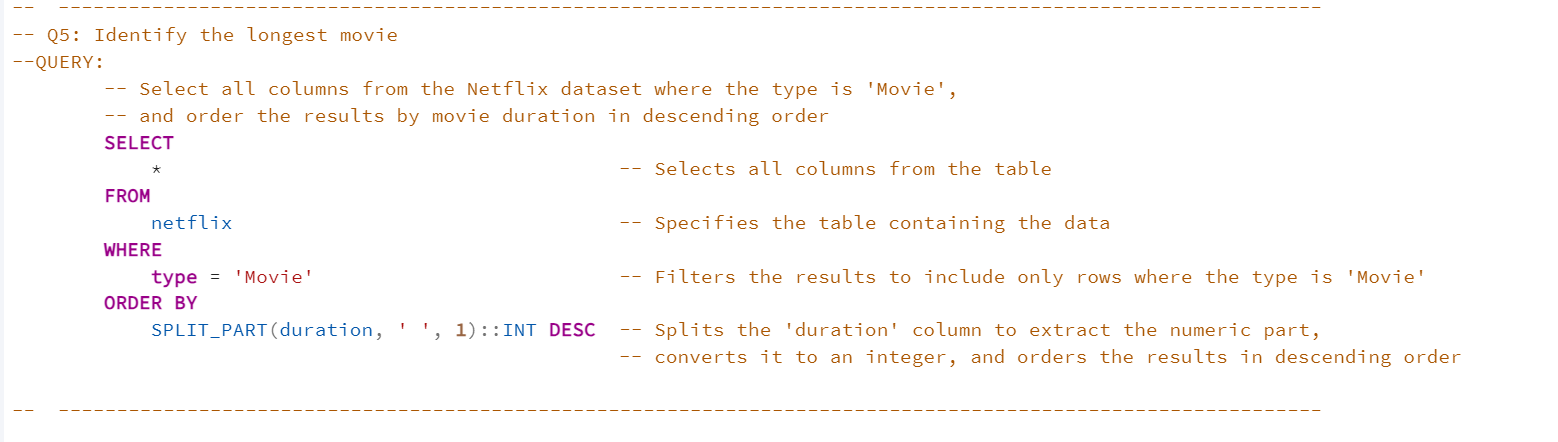 --  ------------------------------------------------------------------------------------------------------------
-- Q5: Identify the longest movie
--QUERY:
        -- Select all columns from the Netflix dataset where the type is 'Movie',
        -- and order the results by movie duration in descending order
        SELECT
            *                                       -- Selects all columns from the table
        FROM
            netflix                                 -- Specifies the table containing the data
        WHERE
            type = 'Movie'                          -- Filters the results to include only rows where the type is 'Movie'
        ORDER BY
            SPLIT_PART(duration, ' ', 1)::INT DESC  -- Splits the 'duration' column to extract the numeric part,
                                                    -- converts it to an integer, and orders the results in descending order
--  ------------------------------------------------------------------------------------------------------------